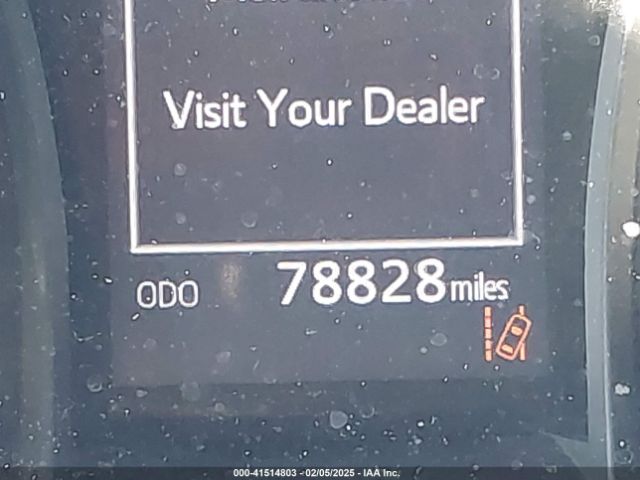 Visit Your Dealer
ODO 78828 miles
000-41514803 - 02/05/2025 - IAA Inc.